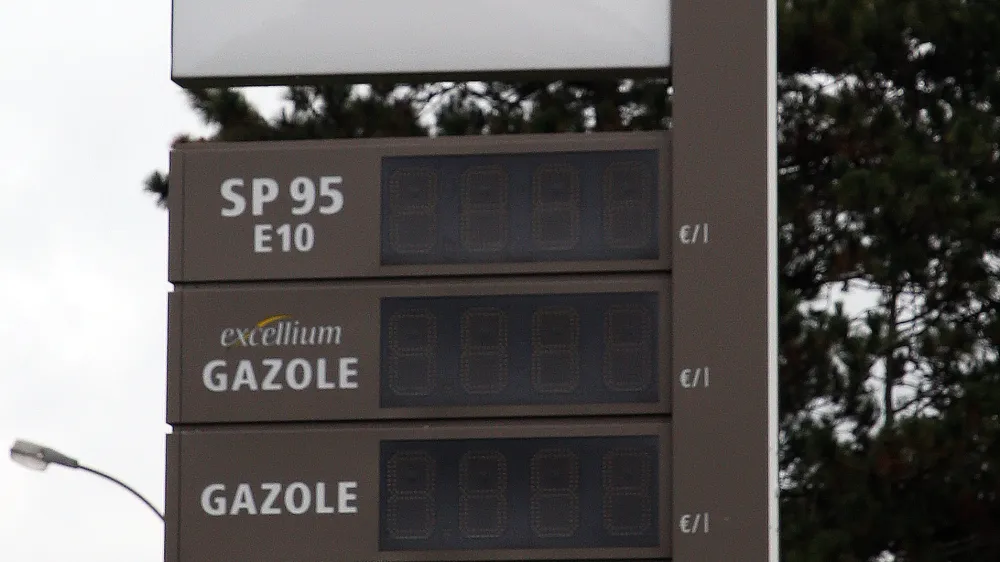 SP 95
E10
€/l
excellium
GAZOLE
€/l
GAZOLE
€/l